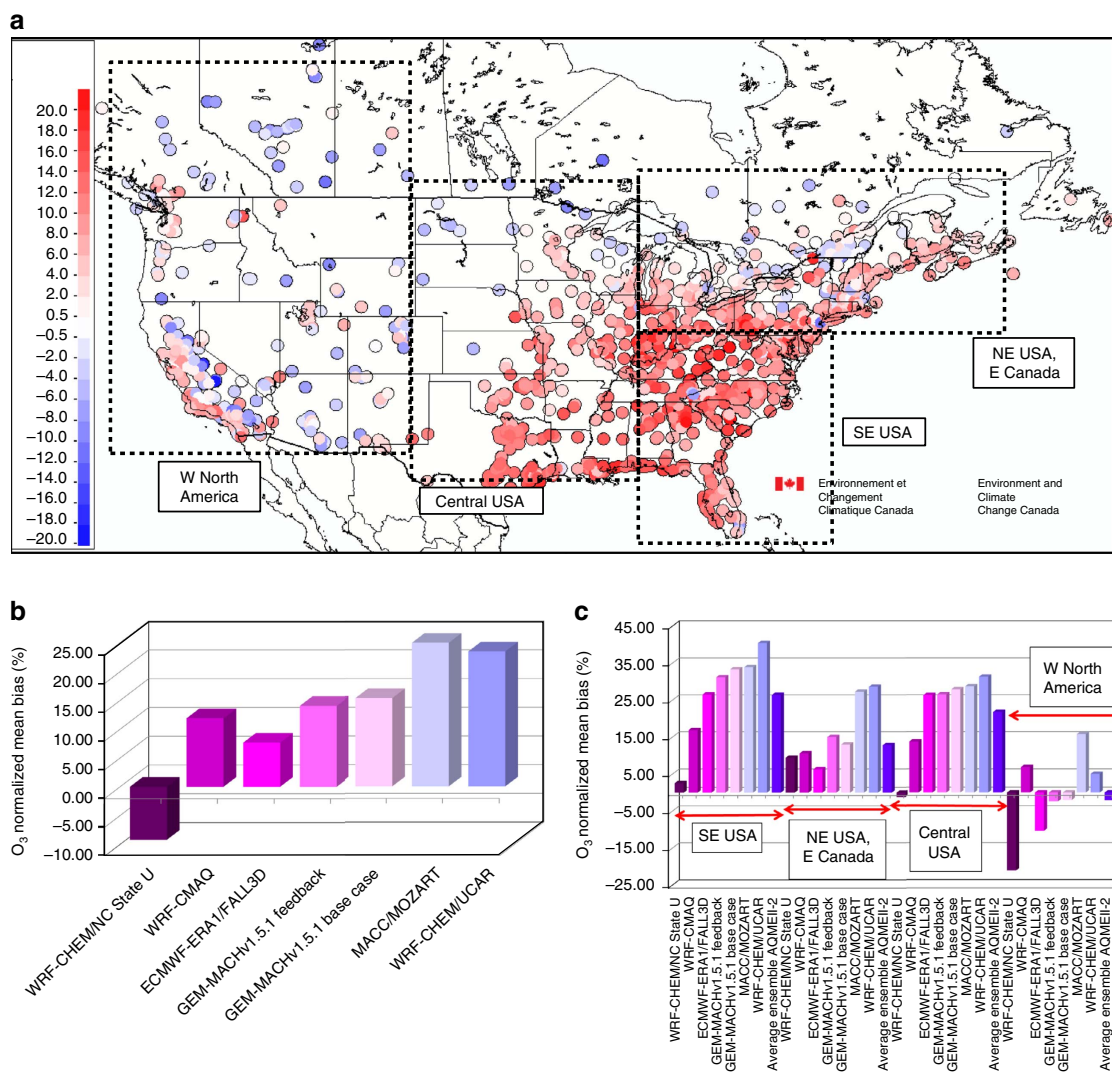 a
20.0
18.0
16.0
14.0
12.0
10.0
8.0
6.0
4.0
2.0
0.5
−2.0
−4.0
−6.0
−8.0
−10.0
−12.0
−14.0
−16.0
−18.0
−20.0
NE USA,
E Canada
SE USA
W North
America
Central USA
Environnement et
Changement
Climatique Canada
Environment and
Climate
Change Canada
b
O3 normalized mean bias (%)
25.00
20.00
15.00
10.00
5.00
0.00
−5.00
−10.00
WRF-CHEM/NC State U
WRF-CMAQ
ECMWF-ERA1/FALL3D
GEM-MACHv1.5.1 feedback
GEM-MACHv1.5.1 base case
MACC/MOZART
WRF-CHEM/UCAR
c
O3 normalized mean bias (%)
45.00
35.00
25.00
15.00
5.00
−5.00
−15.00
−25.00
W North
America
SE USA
NE USA,
E Canada
Central
USA
WRF-CHEM/NC State U
WRF-CMAQ
ECMWF-ERA1/FALL3D
GEM-MACHv1.5.1 feedback
GEM-MACHv1.5.1 base case
MACC/MOZART
WRF-CHEM/UCAR
Average ensemble AQMEII-2
WRF-CHEM/NC State U
WRF-CMAQ
ECMWF-ERA1/FALL3D
GEM-MACHv1.5.1 feedback
GEM-MACHv1.5.1 base case
MACC/MOZART
WRF-CHEM/UCAR
Average ensemble AQMEII-2
WRF-CHEM/NC State U
WRF-CMAQ
ECMWF-ERA1/FALL3D
GEM-MACHv1.5.1 feedback
GEM-MACHv1.5.1 base case
MACC/MOZART
WRF-CHEM/UCAR
Average ensemble AQMEII-2
WRF-CHEM/NC State U
WRF-CMAQ
ECMWF-ERA1/FALL3D
GEM-MACHv1.5.1 feedback
GEM-MACHv1.5.1 base case
MACC/MOZART
WRF-CHEM/UCAR
Average ensemble AQMEII-2